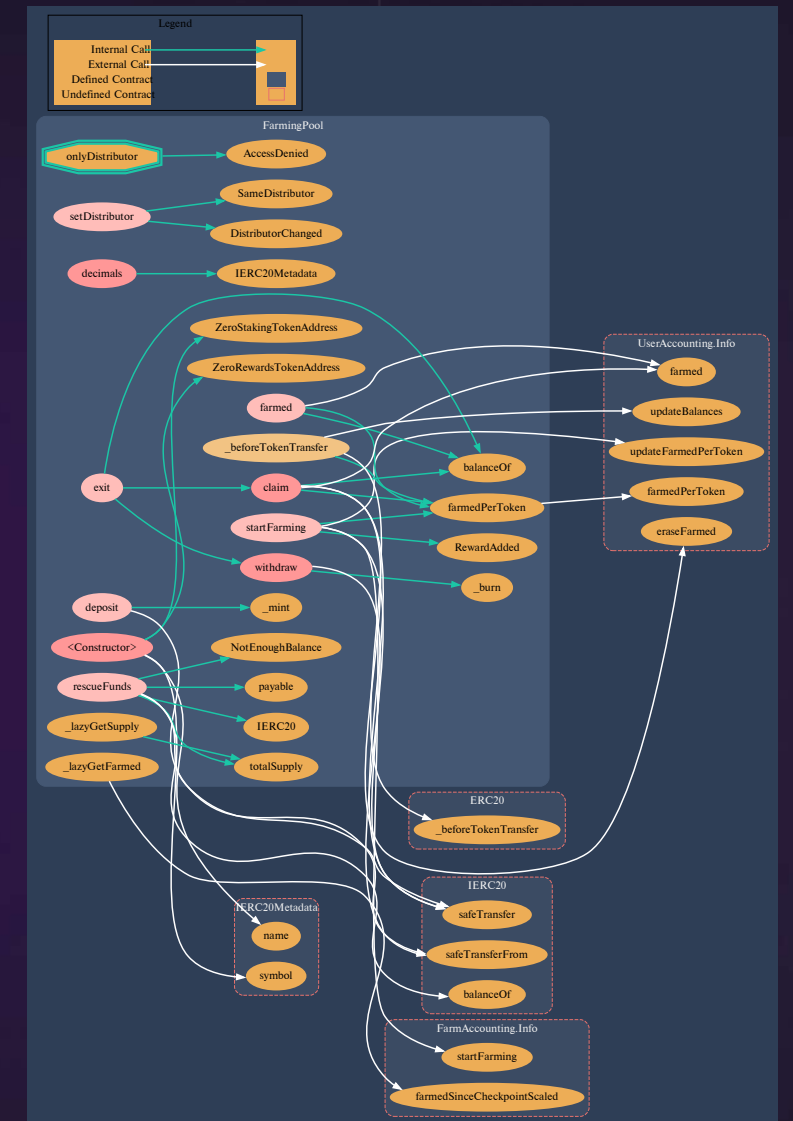 Legend
Internal Call
External Call
Defined Contract
Undefined Contract
FarmingPool
onlyDistributor
AccessDenied
SameDistributor
setDistributor
DistributorChanged
decimals
IERC20Metadata
ZeroStakingTokenAddress
ZeroRewardsTokenAddress
farmed
_beforeTokenTransfer
balanceOf
exit
claim
farmedPerToken
startFarming
RewardAdded
withdraw
_burn
deposit
_mint
<Constructor>
NotEnoughBalance
rescueFunds
payable
_lazyGetSupply
IERC20
_lazyGetFarmed
totalSupply
UserAccounting.Info
farmed
updateBalances
updateFarmedPerToken
farmedPerToken
eraseFarmed
ERC20
_beforeTokenTransfer
IERC20
safeTransfer
safeTransferFrom
balanceOf
IERC20Metadata
name
symbol
FarmAccounting.Info
startFarming
farmedSinceCheckpointScaled